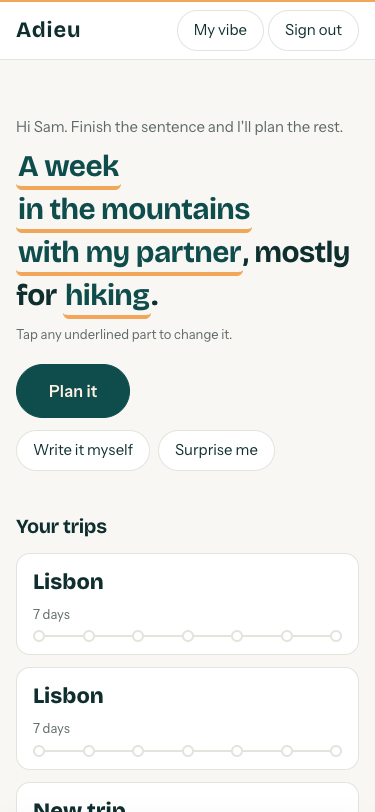 Adieu
My vibe
Sign out
Hi Sam. Finish the sentence and I'll plan the rest.
A week
in the mountains
with my partner, mostly
for hiking.
Tap any underlined part to change it.
Plan it
Write it myself
Surprise me
Your trips
Lisbon
7 days
Lisbon
7 days
New trip